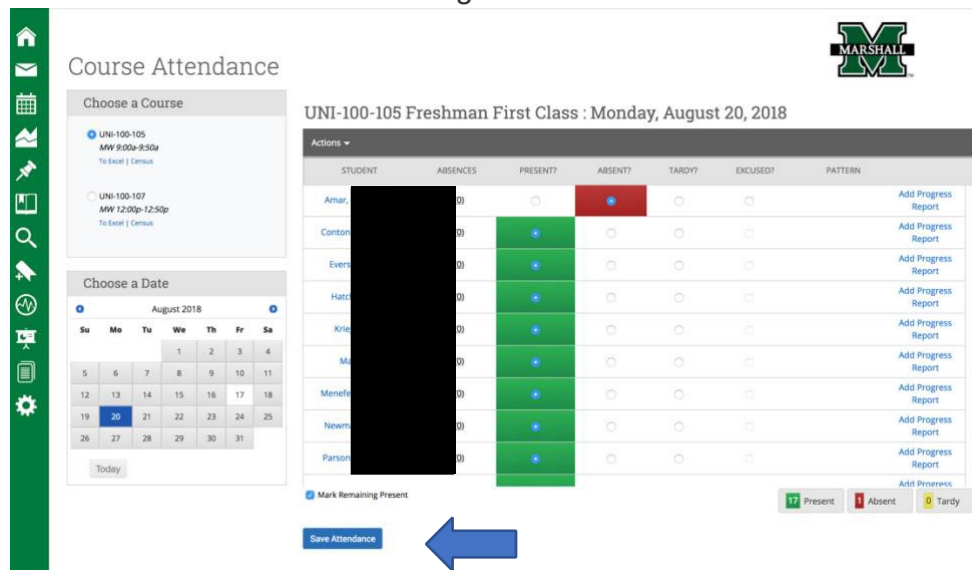 MARSHALL
Course Attendance
Choose a Course
UNI-100-105
MW 9:00a-9:50a
To Excel | Census
UNI-100-107
MW 12:00p-12:50p
To Excel | Census
Choose a Date
August 2018
Su Mo Tu We Th Fr Sa
1 2 3 4
5 6 7 8 9 10 11
12 13 14 15 16 17 18
19 20 21 22 23 24 25
26 27 28 29 30 31
Today
UNI-100-105 Freshman First Class : Monday, August 20, 2018
Actions
STUDENT ABSENCES PRESENT? ABSENT? TARDY? EXCUSED? PATTERN
Amar, 0) Add Progress
Report
Conton 0) Add Progress
Report
Evers 0) Add Progress
Report
Hatc 0) Add Progress
Report
Krie 0) Add Progress
Report
Ma 0) Add Progress
Report
Menefe 0) Add Progress
Report
Newm 0) Add Progress
Report
Parson 0) Add Progress
Report
Add Progress
Mark Remaining Present
17 Present 1 Absent 0 Tardy
Save Attendance